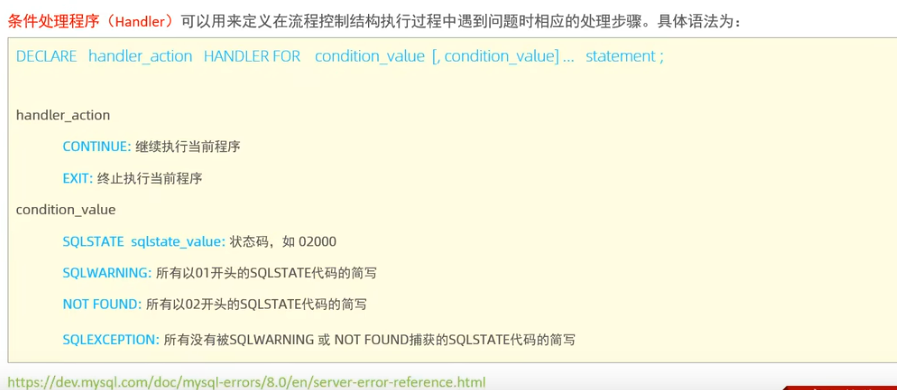 条件处理程序（Handler）可以用来定义在流程控制结构执行过程中遇到问题时相应的处理步骤。具体语法为：
DECLARE handler_action HANDLER FOR condition_value [, condition_value] ... statement ;
handler_action
CONTINUE: 继续执行当前程序
EXIT: 终止执行当前程序
condition_value
SQLSTATE sqlstate_value: 状态码，如 02000
SQLWARNING: 所有以01开头的SQLSTATE代码的简写
NOT FOUND: 所有以02开头的SQLSTATE代码的简写
SQLEXCEPTION: 所有没有被SQLWARNING 或 NOT FOUND捕获的SQLSTATE代码的简写
https://dev.mysql.com/doc/mysql-errors/8.0/en/server-error-reference.html